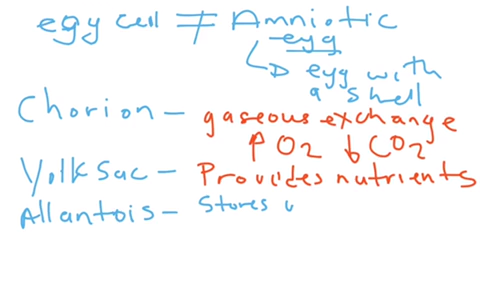 egg cell ≠ Amniotic
egg
↳ egg with
a shell
Chorion - gaseous exchange
↑ O2 ↓ CO2
Yolk Sac - Provides nutrients
Allantois - Stores